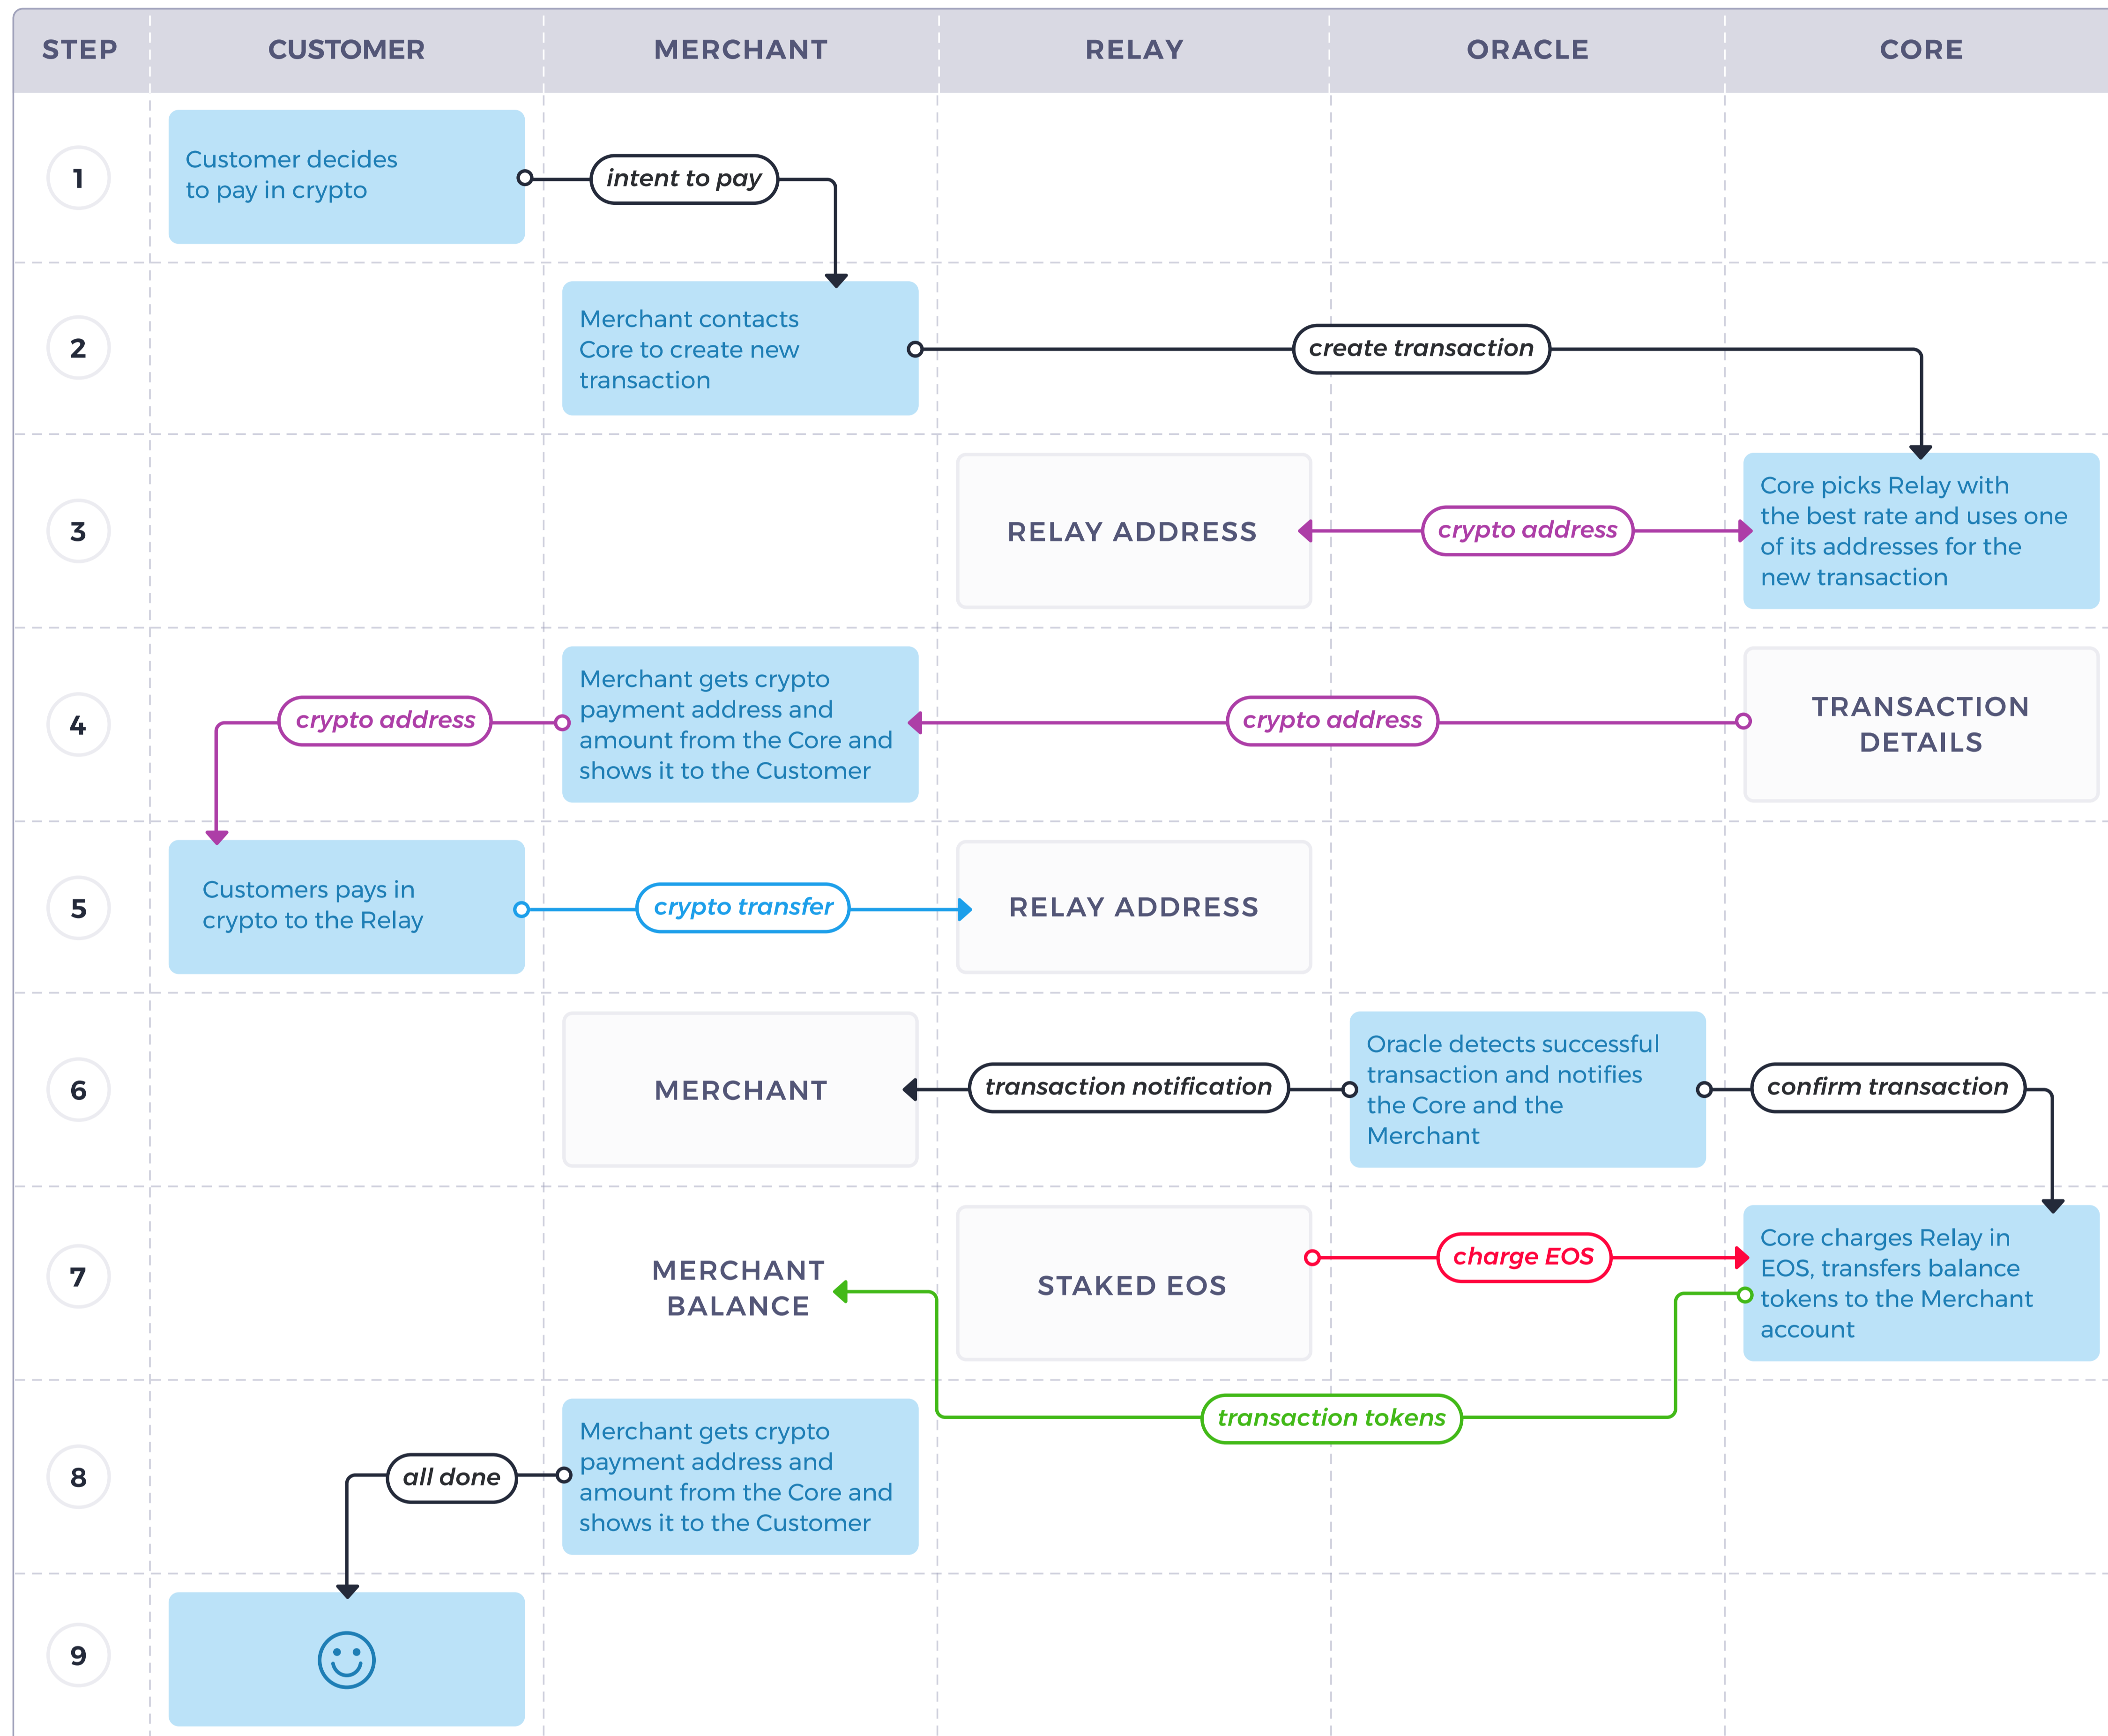 STEP
CUSTOMER
MERCHANT
RELAY
ORACLE
CORE
1
Customer decides
to pay in crypto
intent to pay
2
Merchant contacts
Core to create new
transaction
create transaction
3
RELAY ADDRESS
crypto address
Core picks Relay with
the best rate and uses one
of its addresses for the
new transaction
4
crypto address
Merchant gets crypto
payment address and
amount from the Core and
shows it to the Customer
crypto address
TRANSACTION
DETAILS
5
Customers pays in
crypto to the Relay
crypto transfer
RELAY ADDRESS
6
MERCHANT
transaction notification
Oracle detects successful
transaction and notifies
the Core and the
Merchant
confirm transaction
7
MERCHANT
BALANCE
STAKED EOS
charge EOS
Core charges Relay in
EOS, transfers balance
tokens to the Merchant
account
transaction tokens
8
all done
Merchant gets crypto
payment address and
amount from the Core and
shows it to the Customer
9